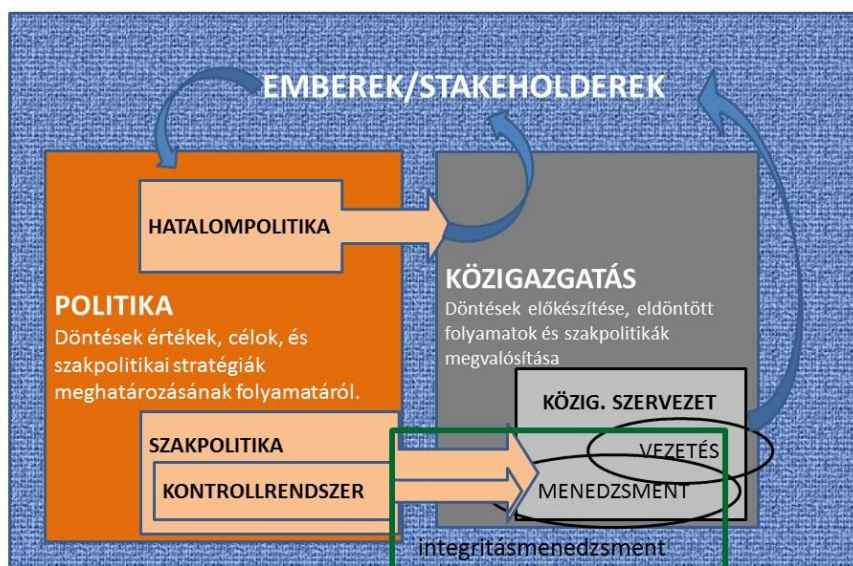 EMBEREK/STAKEHOLDEREK
HATALOMPOLITIKA
POLITIKA
Döntések értékek, célok, és
szakpolitikai stratégiák
meghatározásának folyamatáról.
SZAKPOLITIKA
KONTROLLRENDSZER
KÖZIGAZGATÁS
Döntések előkészítése, eldöntött
folyamatok és szakpolitikák
megvalósítása
KÖZIG. SZERVEZET
VEZETÉS
MENEDZSMENT
integritásmenedzsment